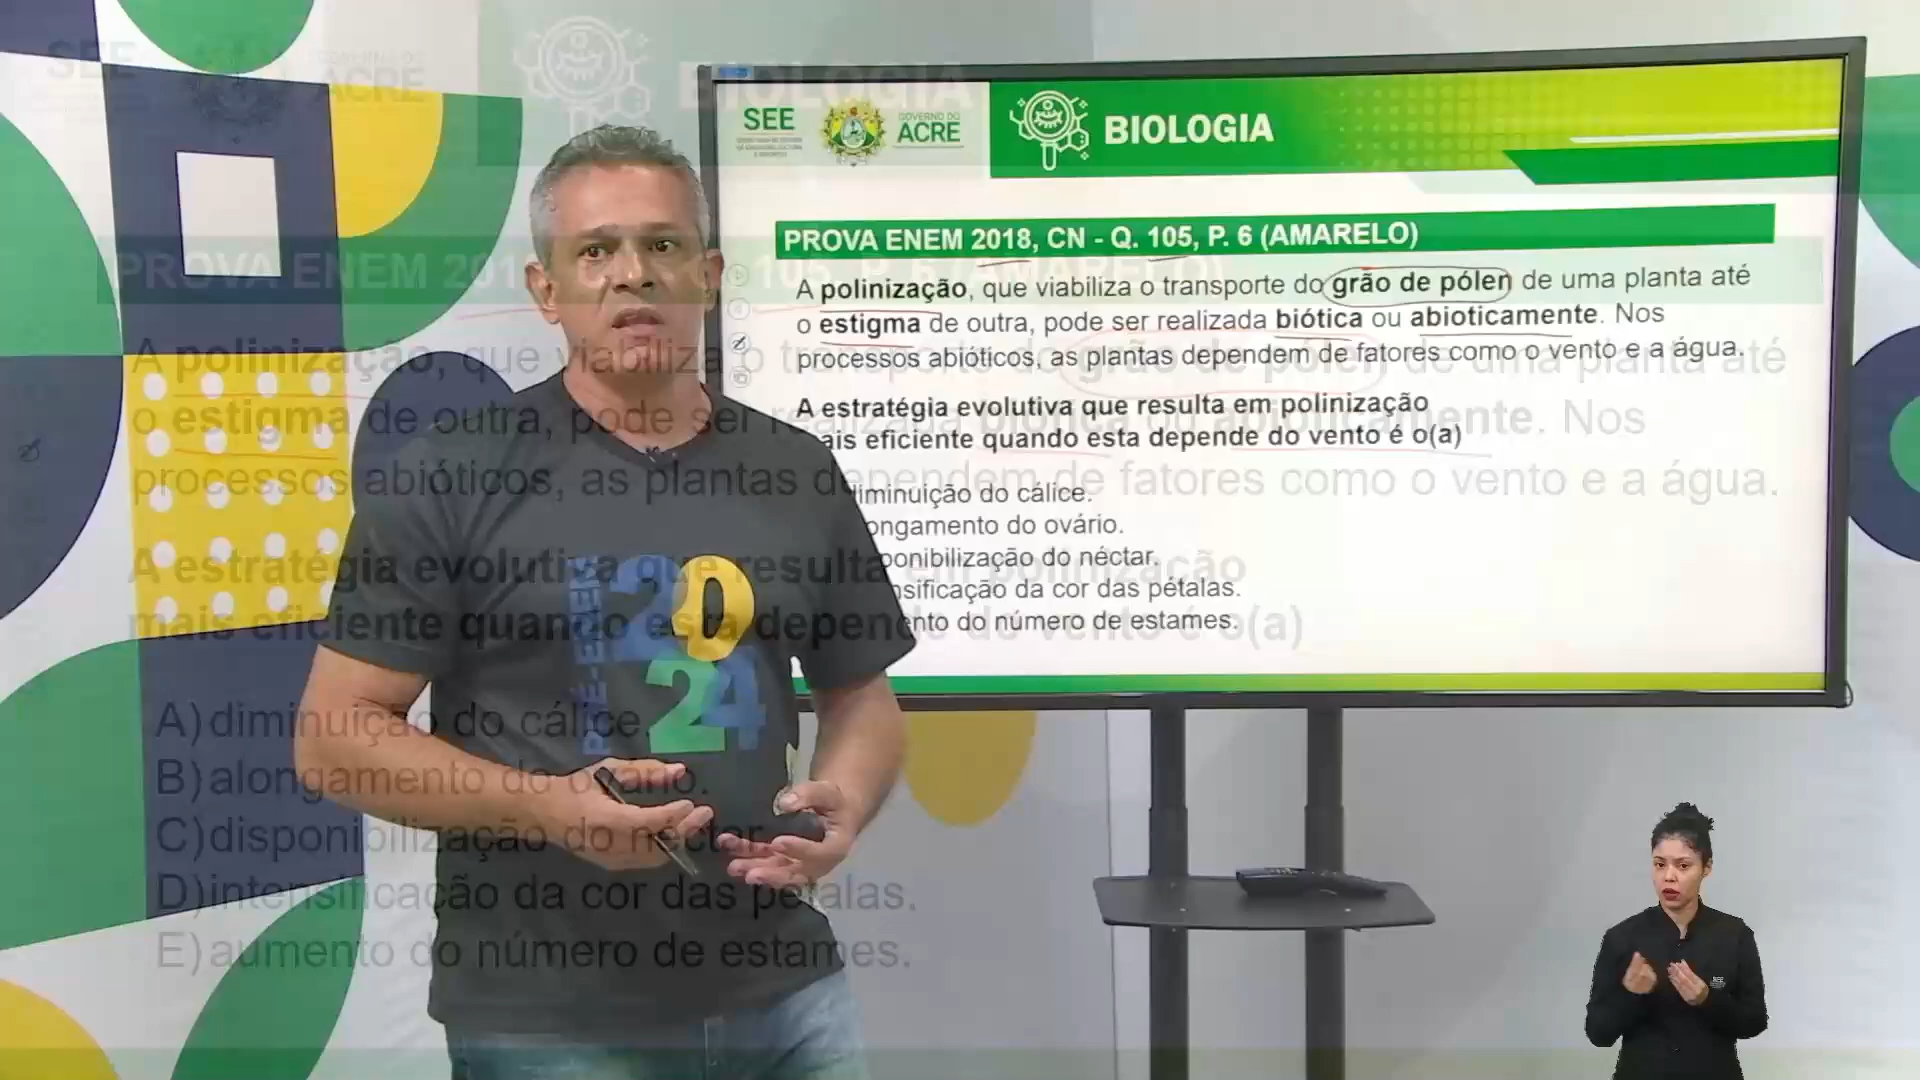 SEE
GOVERNO DO
ACRE
BIOLOGIA
PROVA ENEM 2018, CN - Q. 105, P. 6 (AMARELO)
A polinização, que viabiliza o transporte do grão de pólen de uma planta até
o estigma de outra, pode ser realizada biótica ou abioticamente. Nos
processos abióticos, as plantas dependem de fatores como o vento e a água.
A estratégia evolutiva que resulta em polinização
mais eficiente quando esta depende do vento é o(a)
A) diminuição do cálice.
B) alongamento do ovário.
C) disponibilização do néctar.
D) intensificação da cor das pétalas.
E) aumento do número de estames.
PRÉ-ENEM
2024
SEE